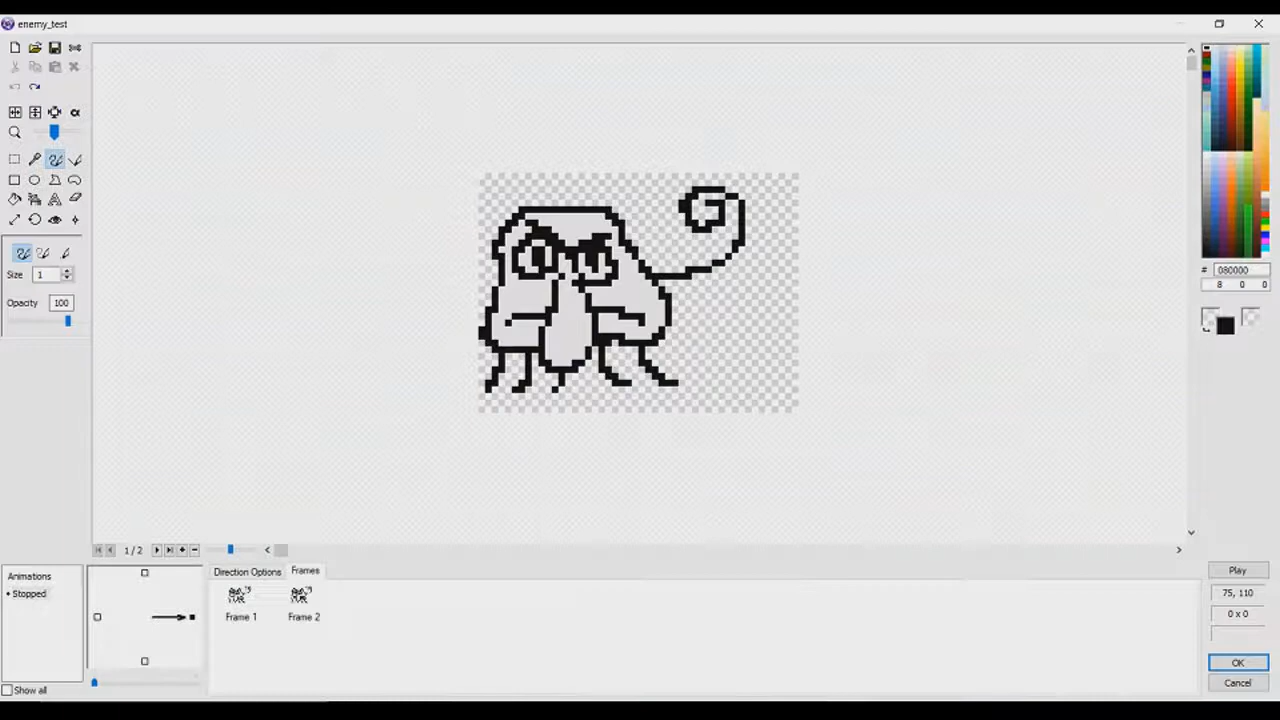 enemy_test
Size 1
Opacity 100
# 080000
8 0 0
1/2
Animations
• Stopped
Show all
Direction Options Frames
Frame 1 Frame 2
Play
75, 110
0 x 0
OK
Cancel